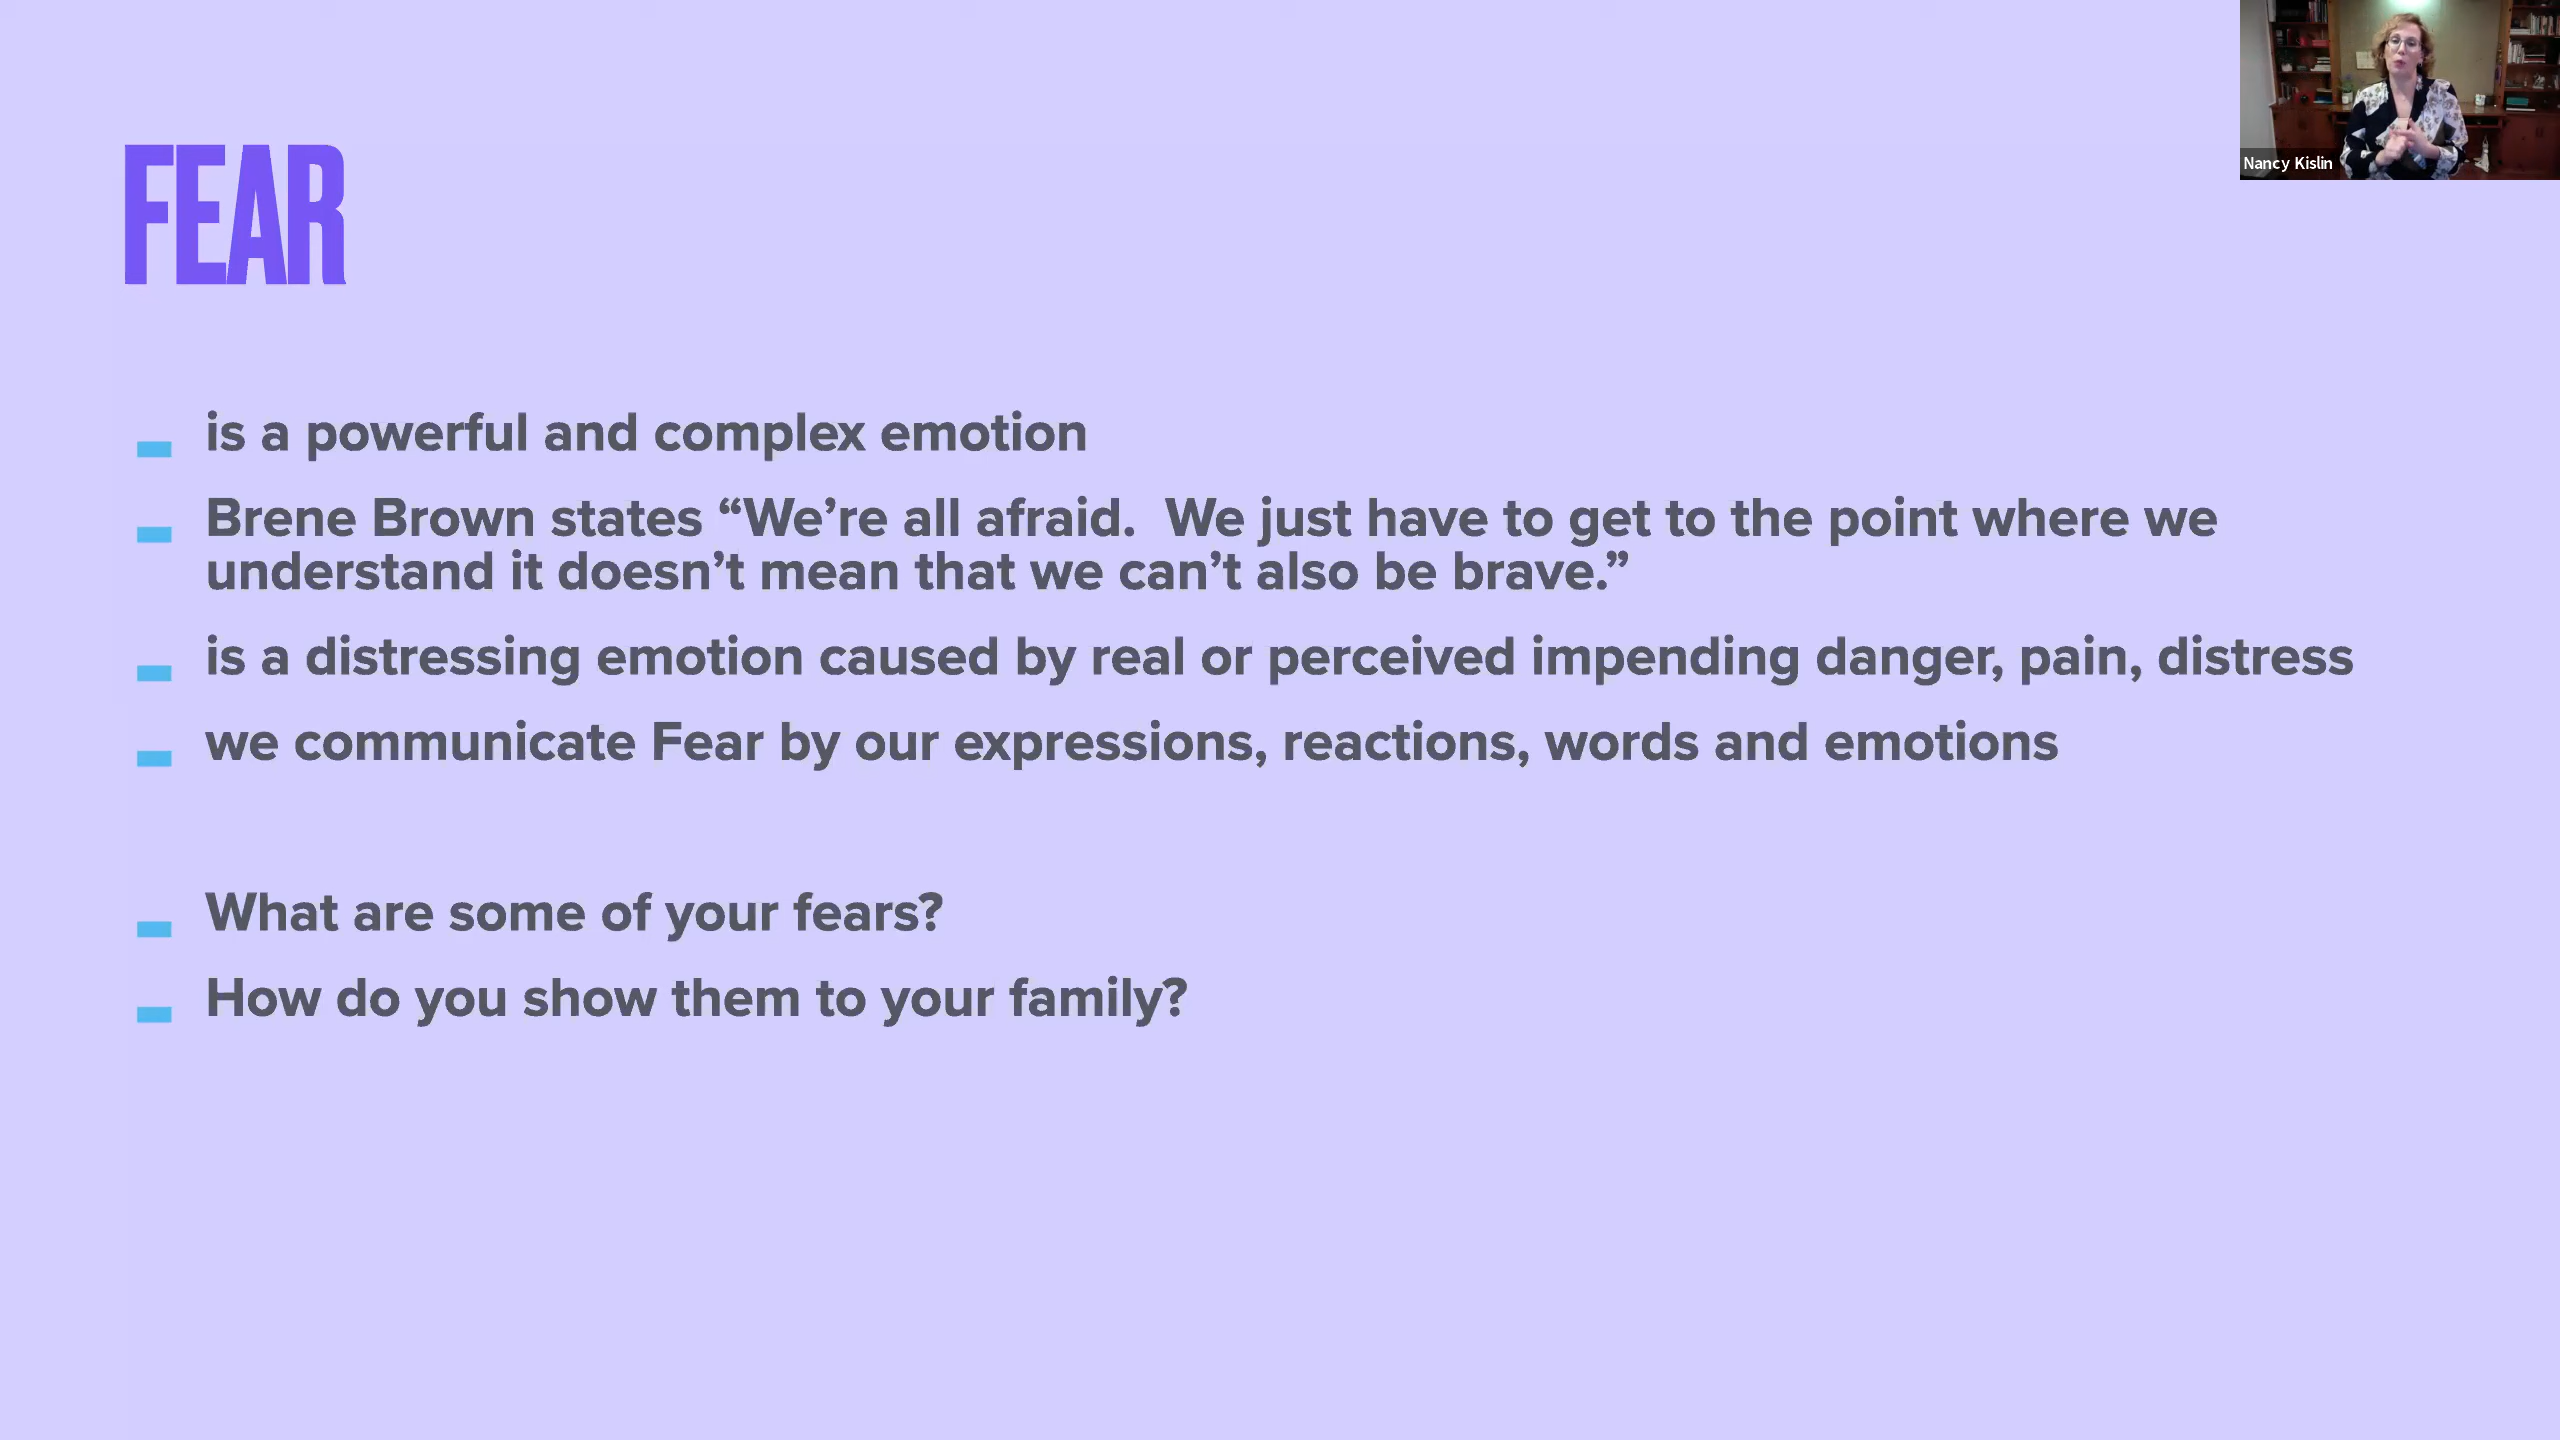 Nancy Kislin
FEAR
is a powerful and complex emotion
Brene Brown states “We’re all afraid.  We just have to get to the point where we
understand it doesn’t mean that we can’t also be brave.”
is a distressing emotion caused by real or perceived impending danger, pain, distress
we communicate Fear by our expressions, reactions, words and emotions
What are some of your fears?
How do you show them to your family?